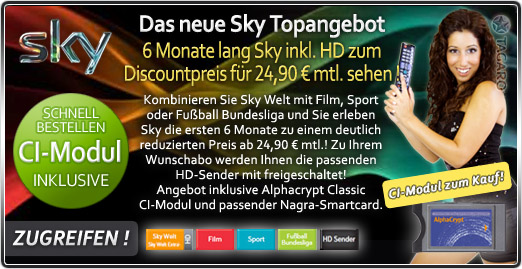 sky
Das neue Sky Topangebot
6 Monate lang Sky inkl. HD zum
Discountpreis für 24,90 € mtl. sehen !
SCHNELL
BESTELLEN
CI-Modul
INKLUSIVE
Kombinieren Sie Sky Welt mit Film, Sport
oder Fußball Bundesliga und Sie erleben
Sky die ersten 6 Monate zu einem deutlich
reduzierten Preis ab 24,90 € mtl.! Zu Ihrem
Wunschabo werden Ihnen die passenden
HD-Sender mit freigeschaltet!
Angebot inklusive Alphacrypt Classic
CI-Modul und passender Nagra-Smartcard.
CI-Modul zum Kauf!
AlphaCrypt
ZUGREIFEN !
Sky Welt
Sky Welt Extra
HD
Film
Sport
Fußball
Bundesliga
HD Sender